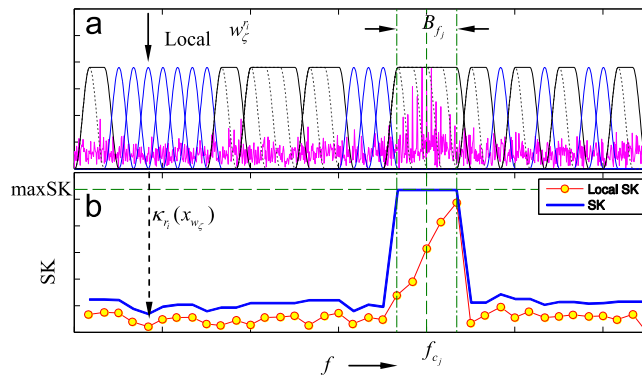 a
Local
w_ζ^{r_i}
B_{f_j}
maxSK
b
κ_{r_i}(x_{w_ζ})
Local SK
SK
SK
f
f_{c_j}